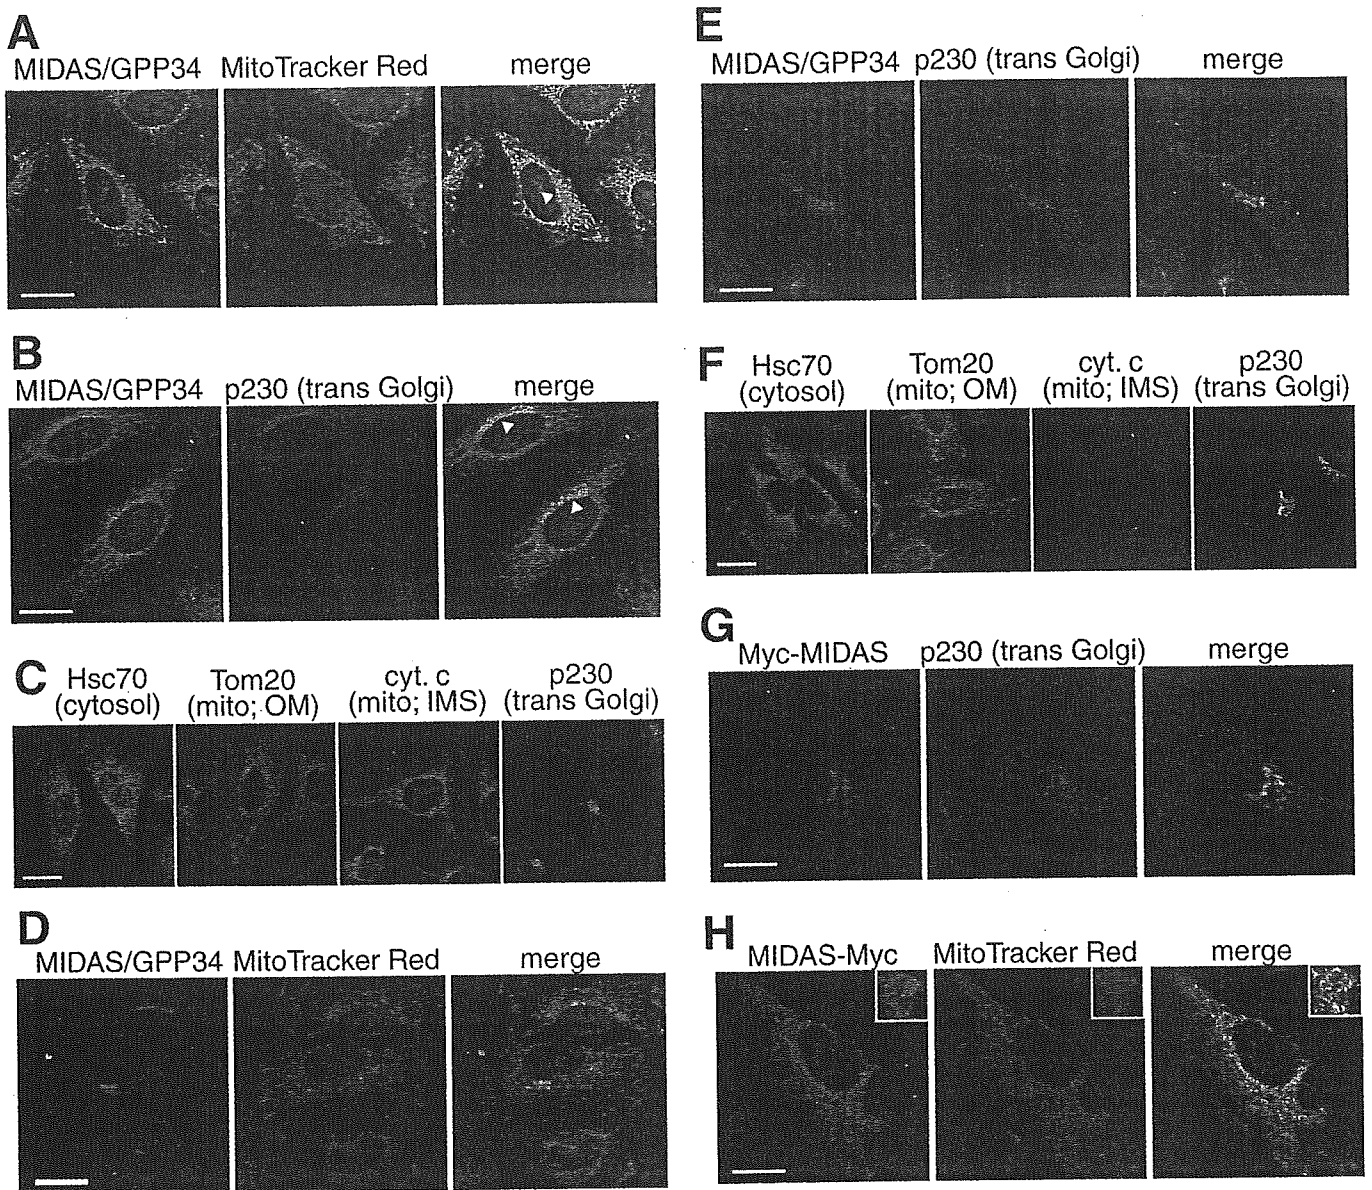 A
MIDAS/GPP34 MitoTracker Red merge
B
MIDAS/GPP34 p230 (trans Golgi) merge
C
Hsc70 (cytosol) Tom20 (mito; OM) cyt. c (mito; IMS) p230 (trans Golgi)
D
MIDAS/GPP34 MitoTracker Red merge
E
MIDAS/GPP34 p230 (trans Golgi) merge
F
Hsc70 (cytosol) Tom20 (mito; OM) cyt. c (mito; IMS) p230 (trans Golgi)
G
Myc-MIDAS p230 (trans Golgi) merge
H
MIDAS-Myc MitoTracker Red merge